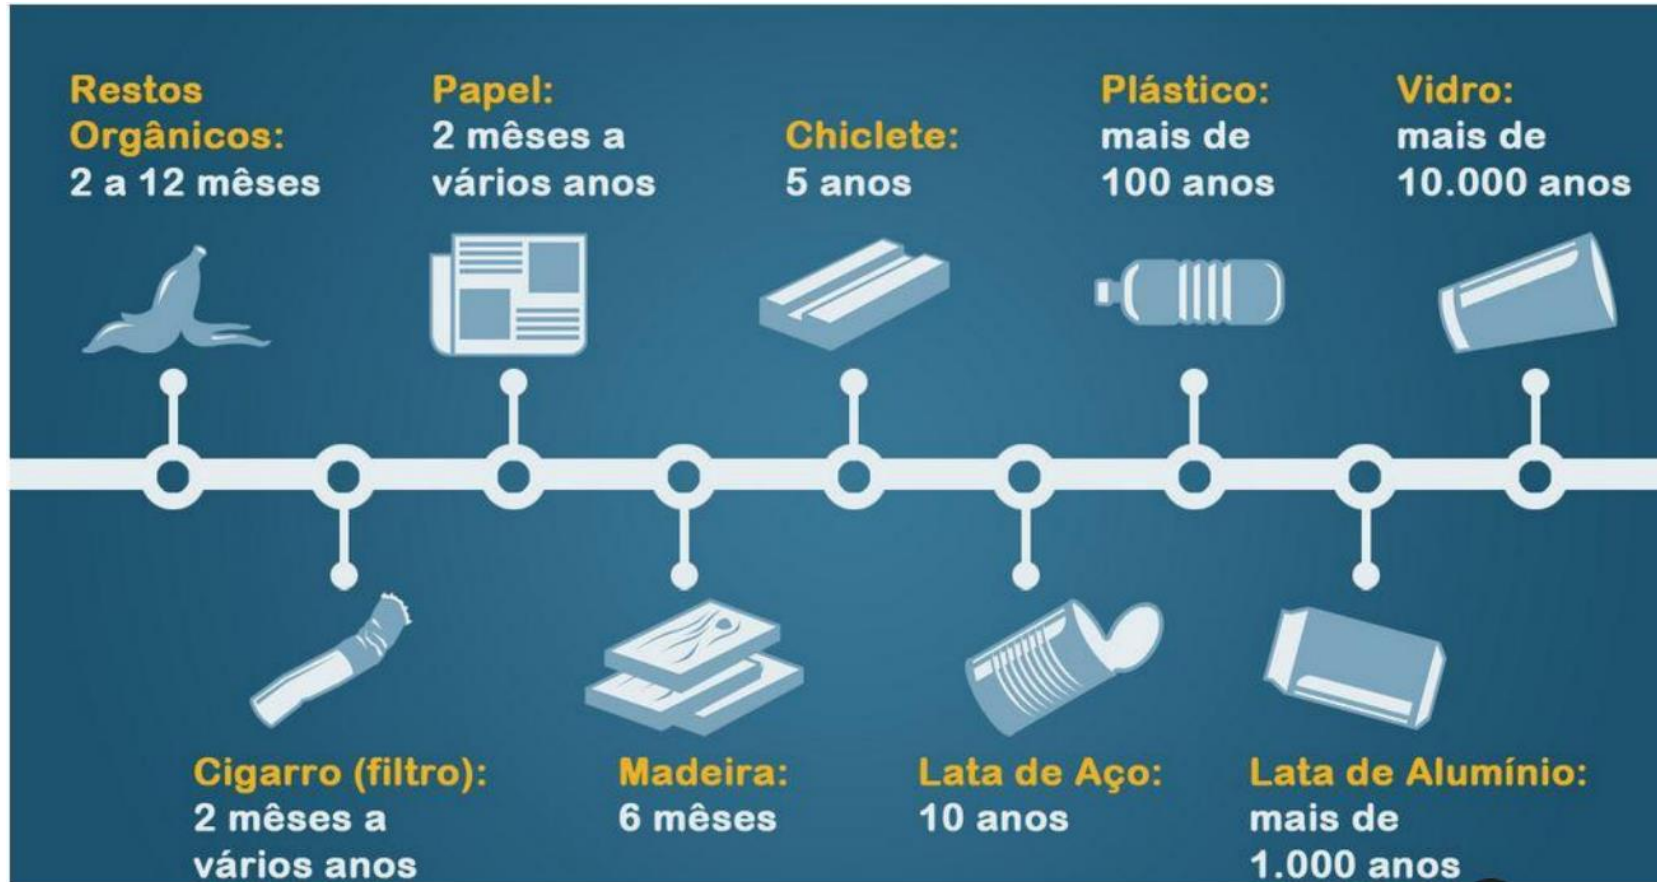 Restos
Orgânicos:
2 a 12 mêses
Papel:
2 mêses a
vários anos
Chiclete:
5 anos
Plástico:
mais de
100 anos
Vidro:
mais de
10.000 anos
Cigarro (filtro):
2 mêses a
vários anos
Madeira:
6 mêses
Lata de Aço:
10 anos
Lata de Alumínio:
mais de
1.000 anos